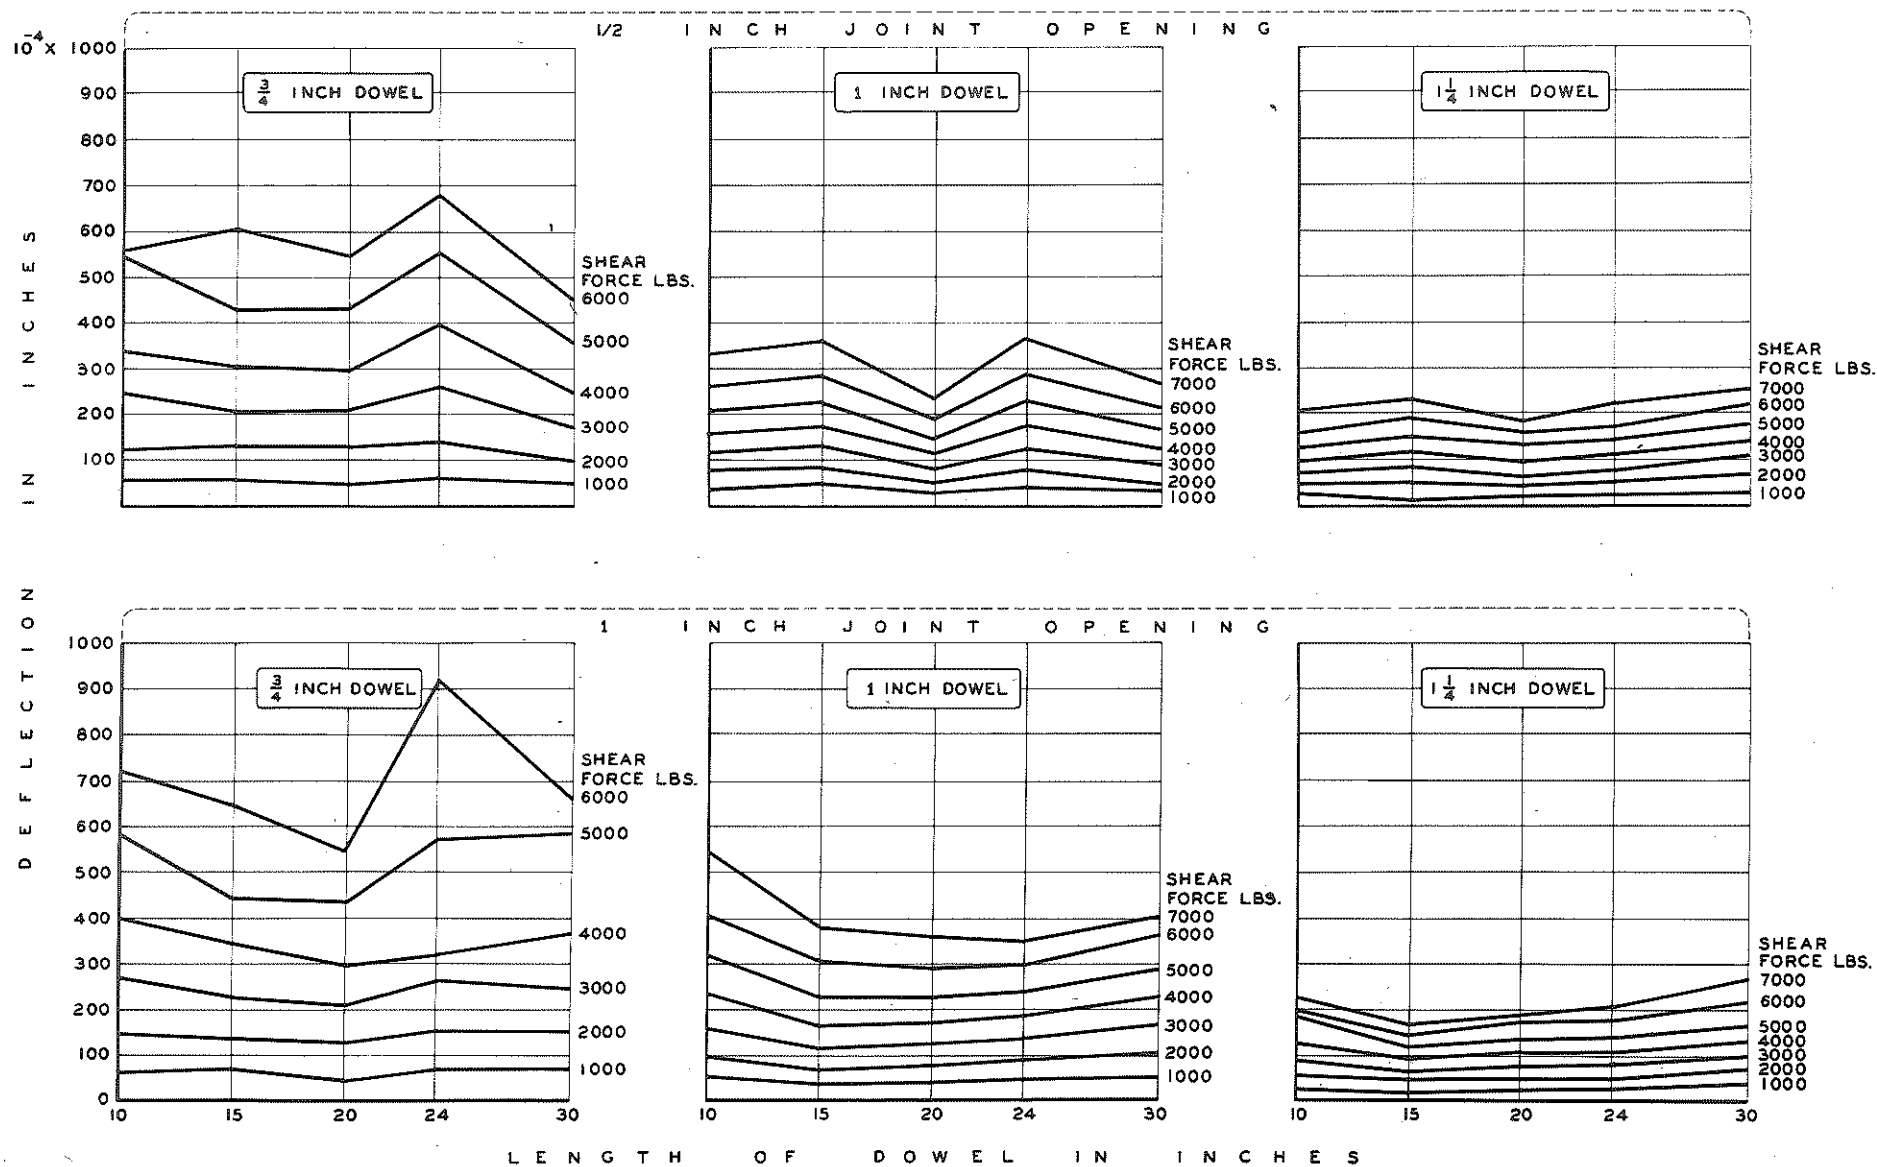 1/2 INCH JOINT OPENING
10⁻⁴ X 1000
900
800
700
600
500
400
300
200
100
3/4 INCH DOWEL
SHEAR
FORCE LBS.
6000
5000
4000
3000
2000
1000
1 INCH DOWEL
SHEAR
FORCE LBS.
7000
6000
5000
4000
3000
2000
1000
1 1/4 INCH DOWEL
SHEAR
FORCE LBS.
7000
6000
5000
4000
3000
2000
1000
DEFLECTION IN INCHES
1 INCH JOINT OPENING
1000
900
800
700
600
500
400
300
200
100
0
3/4 INCH DOWEL
SHEAR
FORCE LBS.
6000
5000
4000
3000
2000
1000
10 15 20 24 30
1 INCH DOWEL
SHEAR
FORCE LBS.
7000
6000
5000
4000
3000
2000
1000
10 15 20 24 30
1 1/4 INCH DOWEL
SHEAR
FORCE LBS.
7000
6000
5000
4000
3000
2000
1000
10 15 20 24 30
LENGTH OF DOWEL IN INCHES